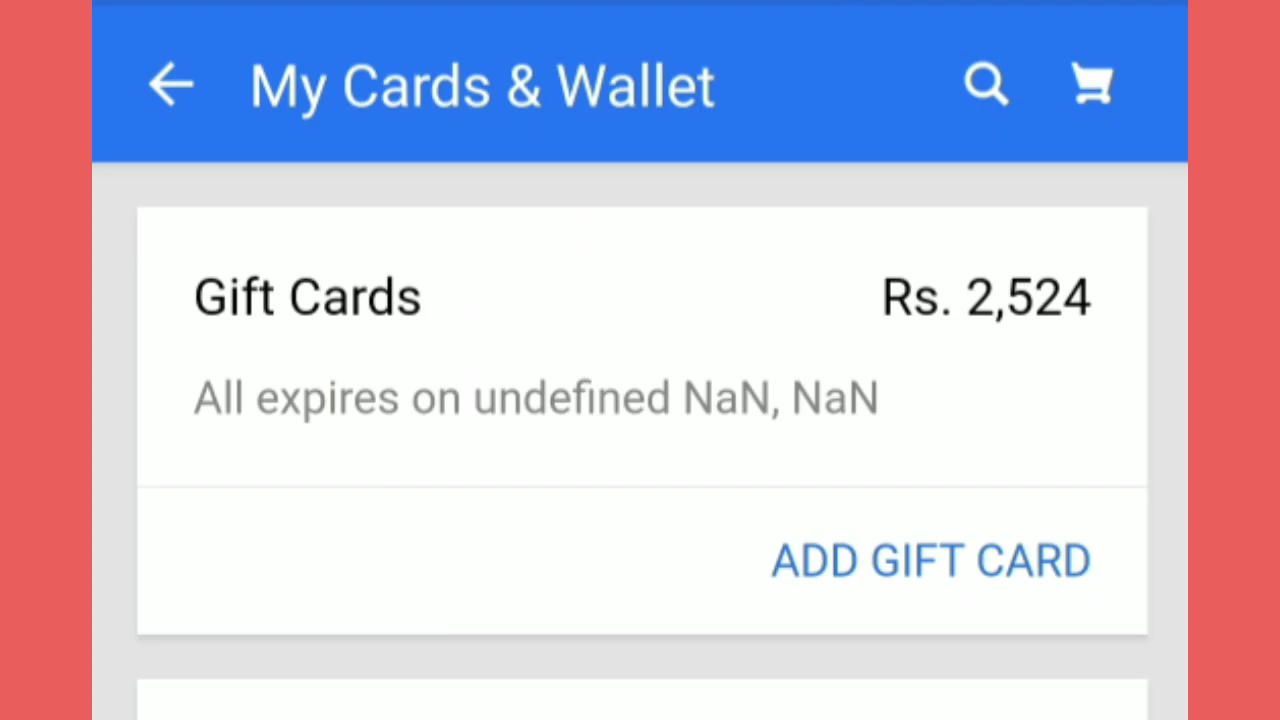 My Cards & Wallet
Gift Cards Rs. 2,524
All expires on undefined NaN, NaN
ADD GIFT CARD